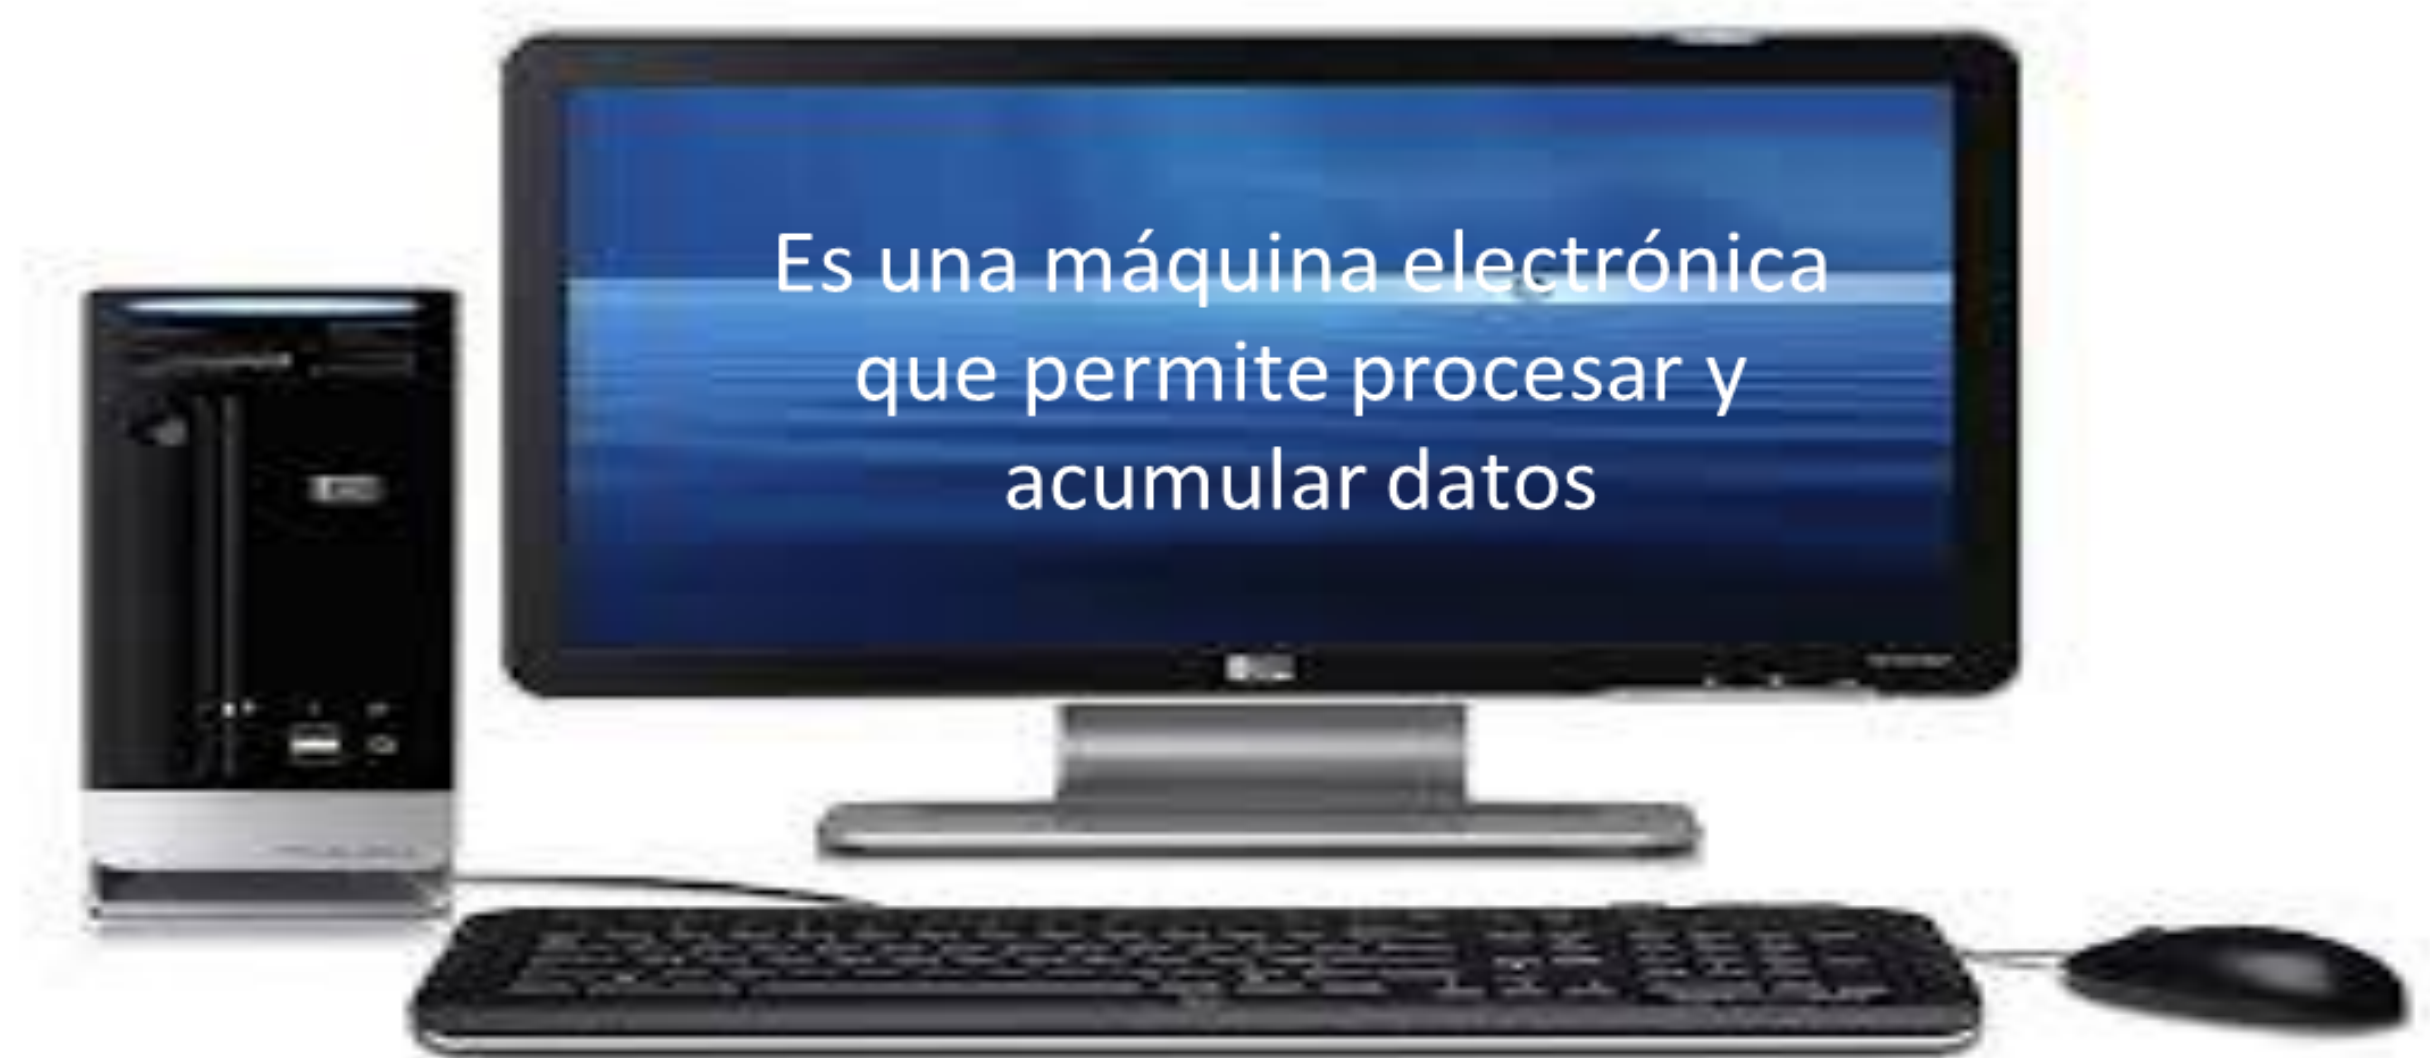 Es una máquina electrónica
que permite procesar y
acumular datos